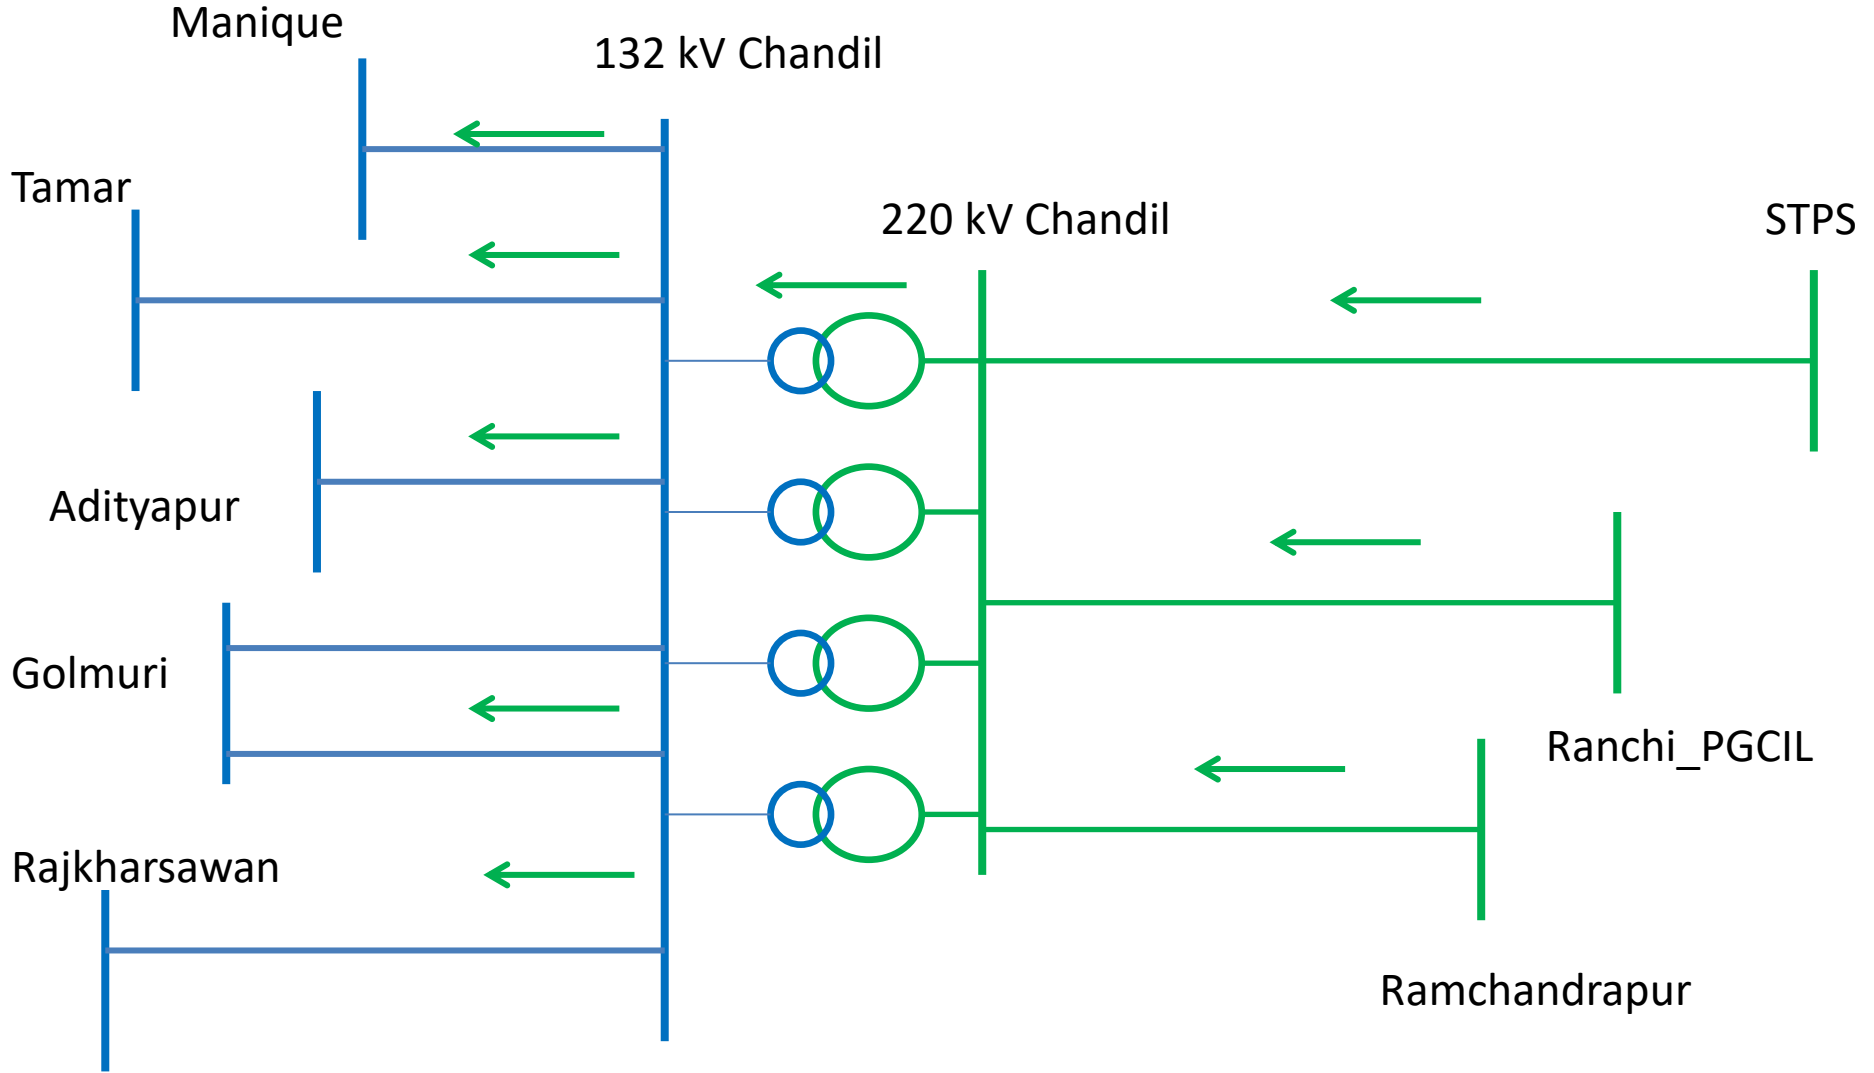 Manique
132 kV Chandil
Tamar
220 kV Chandil
STPS
Adityapur
Golmuri
Ranchi_PGCIL
Rajkharsawan
Ramchandrapur